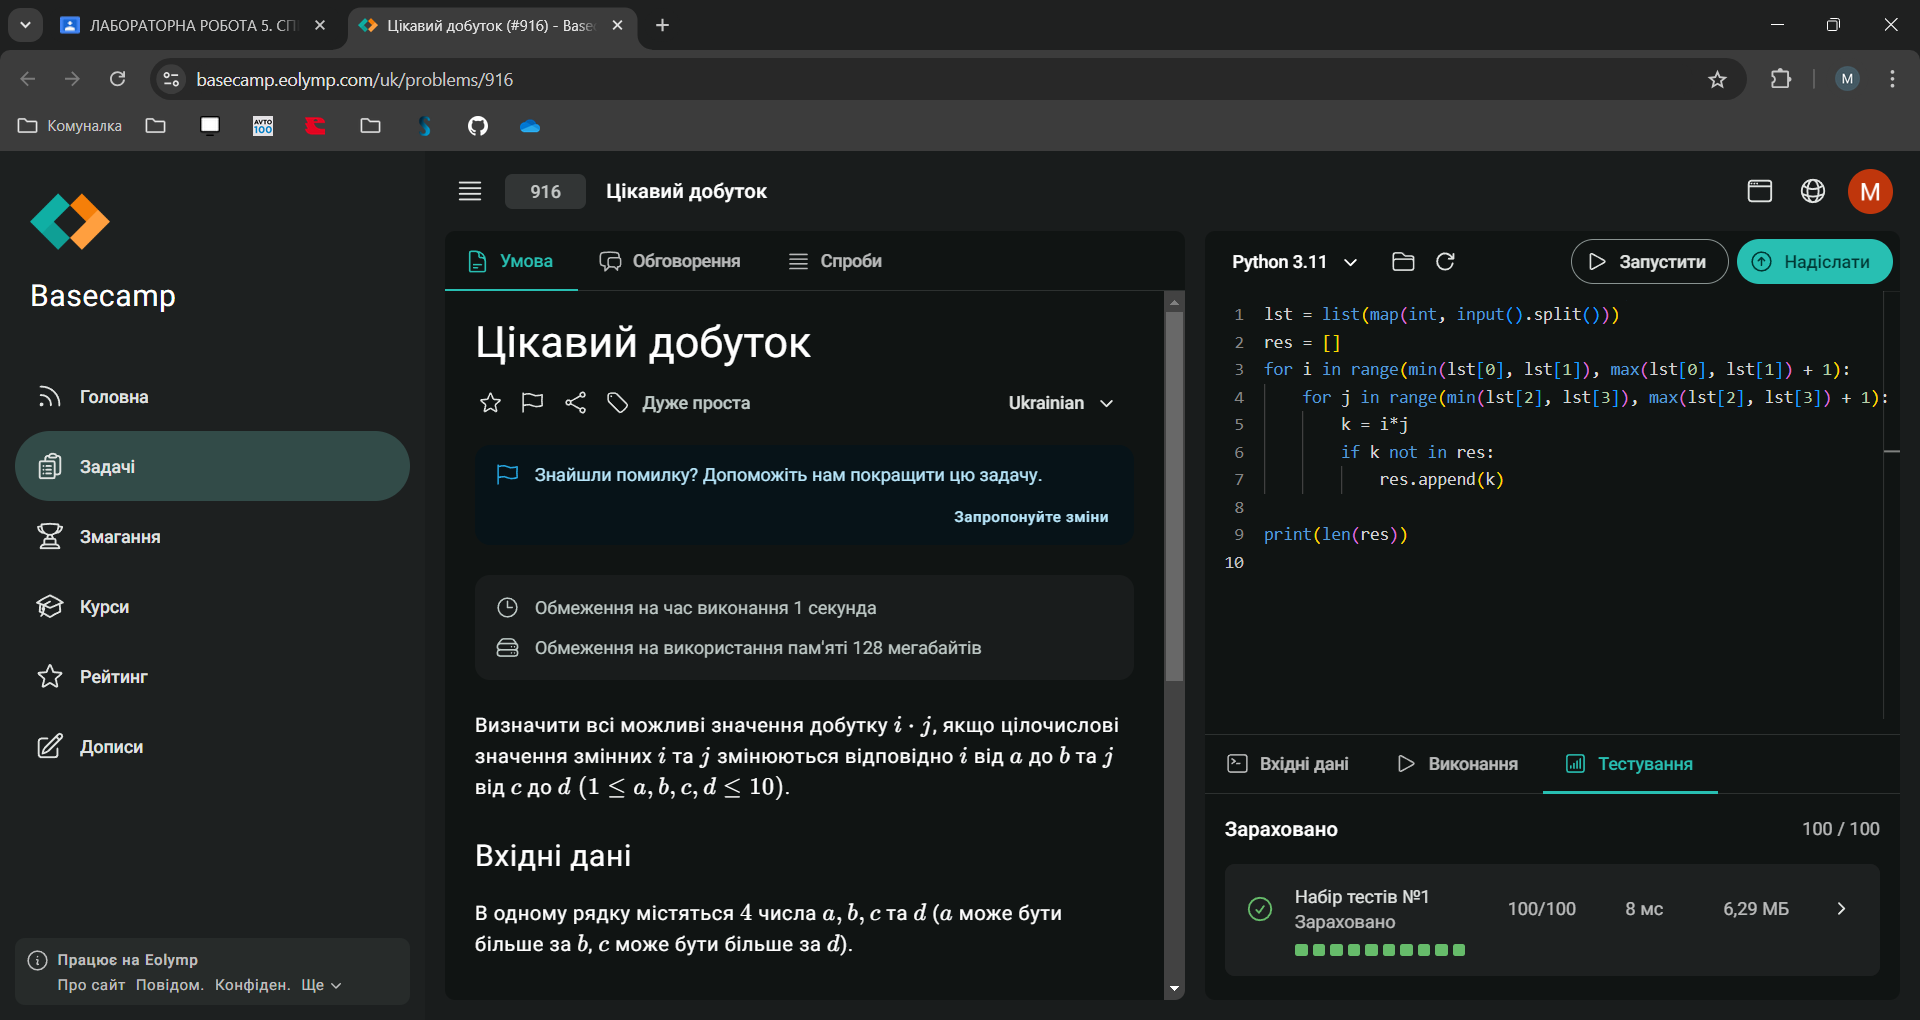 ЛАБОРАТОРНА РОБОТА 5. СПИ
Цікавий добуток (#916) - Base
basecamp.eolymp.com/uk/problems/916
M
Комуналка
AVTO
100
Basecamp
Головна
Задачі
Змагання
Курси
Рейтинг
Дописи
Працює на Eolymp
Про сайт Повідом. Конфіден. Ще
916 Цікавий добуток
M
Умова Обговорення Спроби
Цікавий добуток
Дуже проста Ukrainian
Знайшли помилку? Допоможіть нам покращити цю задачу.
Запропонуйте зміни
Обмеження на час виконання 1 секунда
Обмеження на використання пам'яті 128 мегабайтів
Визначити всі можливі значення добутку i · j, якщо цілочислові
значення змінних i та j змінюються відповідно i від a до b та j
від c до d (1 ≤ a, b, c, d ≤ 10).
Вхідні дані
В одному рядку містяться 4 числа a, b, c та d (a може бути
більше за b, c може бути більше за d).
Python 3.11 Запустити Надіслати
1 lst = list(map(int, input().split()))
2 res = []
3 for i in range(min(lst[0], lst[1]), max(lst[0], lst[1]) + 1):
4 for j in range(min(lst[2], lst[3]), max(lst[2], lst[3]) + 1):
5 k = i*j
6 if k not in res:
7 res.append(k)
8
9 print(len(res))
10
Вхідні дані Виконання Тестування
Зараховано 100 / 100
Набір тестів №1 100/100 8 мс 6,29 МБ
Зараховано